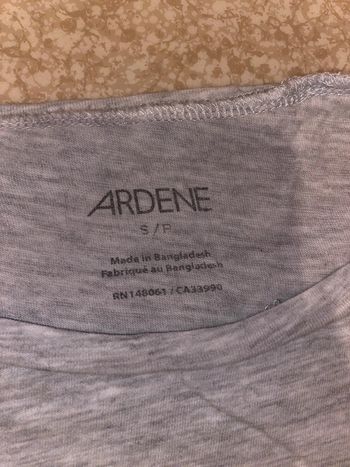 ARDENE
S / P
Made in Bangladesh
Fabriqué au Bangladesh
RN148061 / CA33990